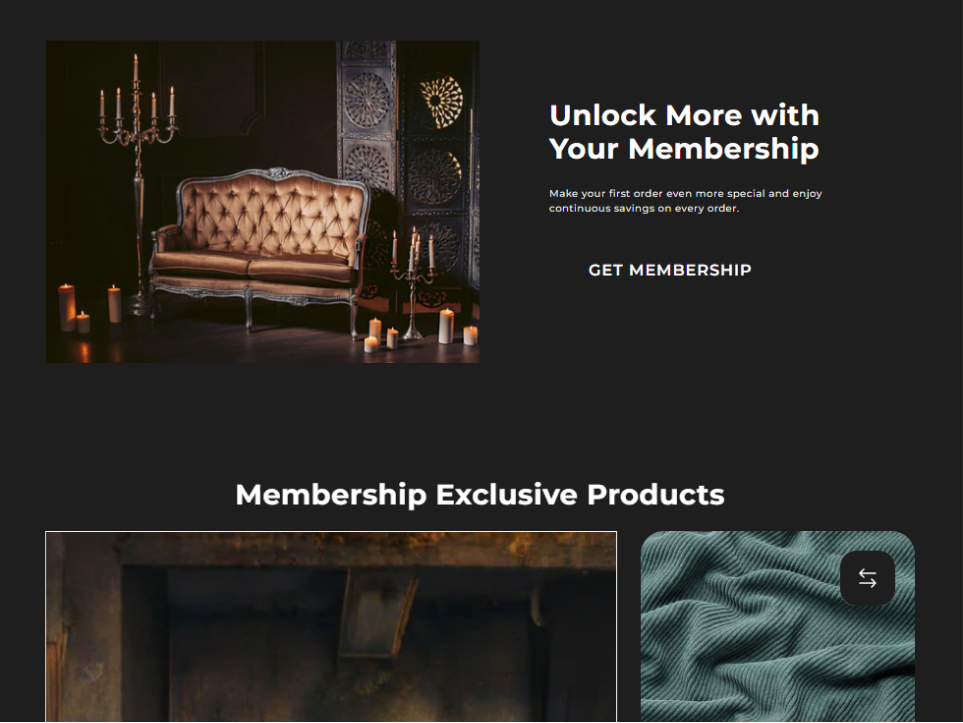 Unlock More with
Your Membership
Make your first order even more special and enjoy
continuous savings on every order.
GET MEMBERSHIP
Membership Exclusive Products